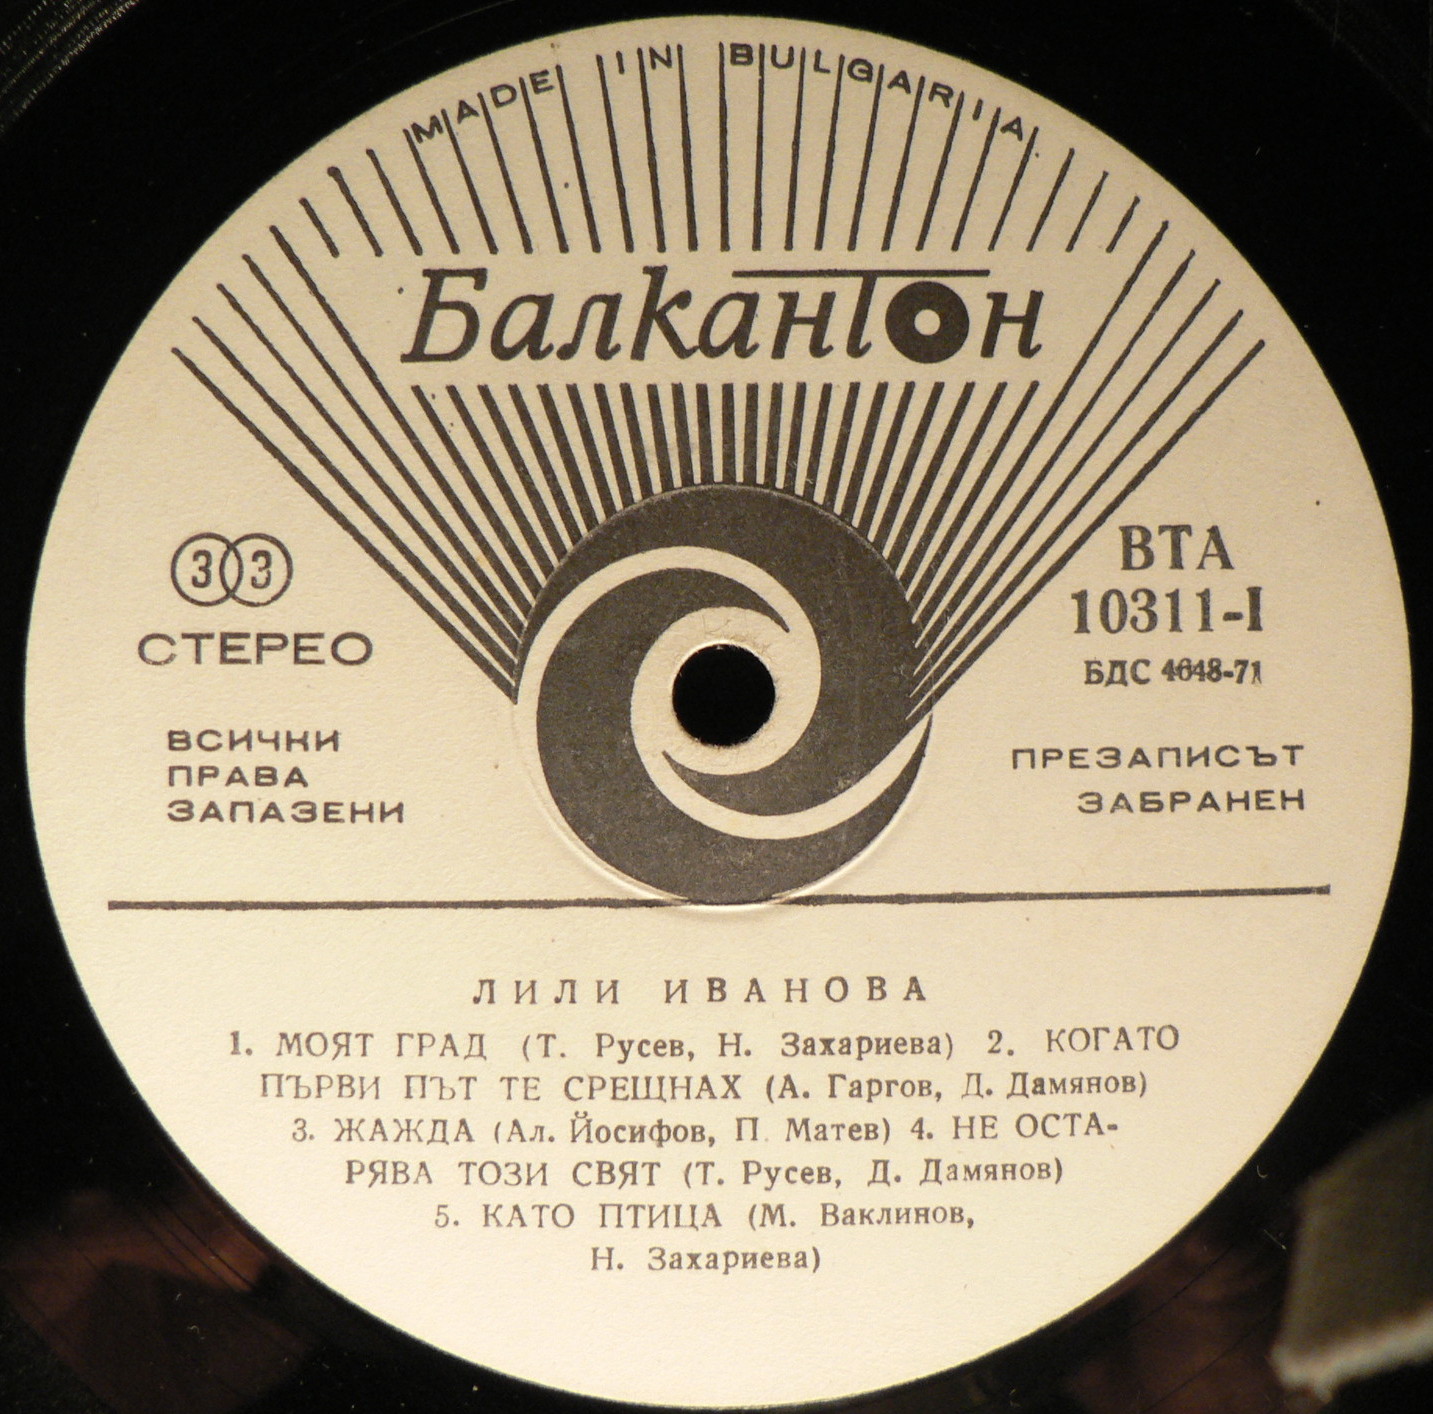 MADE IN BULGARIA
Балкантон
33
СТЕРЕО
ВСИЧКИ
ПРАВА
ЗАПАЗЕНИ
ВТА
10311-I
БДС 4648-71
ПРЕЗАПИСЪТ
ЗАБРАНЕН
ЛИЛИ ИВАНОВА
1. МОЯТ ГРАД (Т. Русев, Н. Захариева) 2. КОГАТО
ПЪРВИ ПЪТ ТЕ СРЕЩНАХ (А. Гаргов, Д. Дамянов)
3. ЖАЖДА (Ал. Йосифов, П. Матев) 4. НЕ ОСТА-
РЯВА ТОЗИ СВЯТ (Т. Русев, Д. Дамянов)
5. КАТО ПТИЦА (М. Ваклинов,
Н. Захариева)